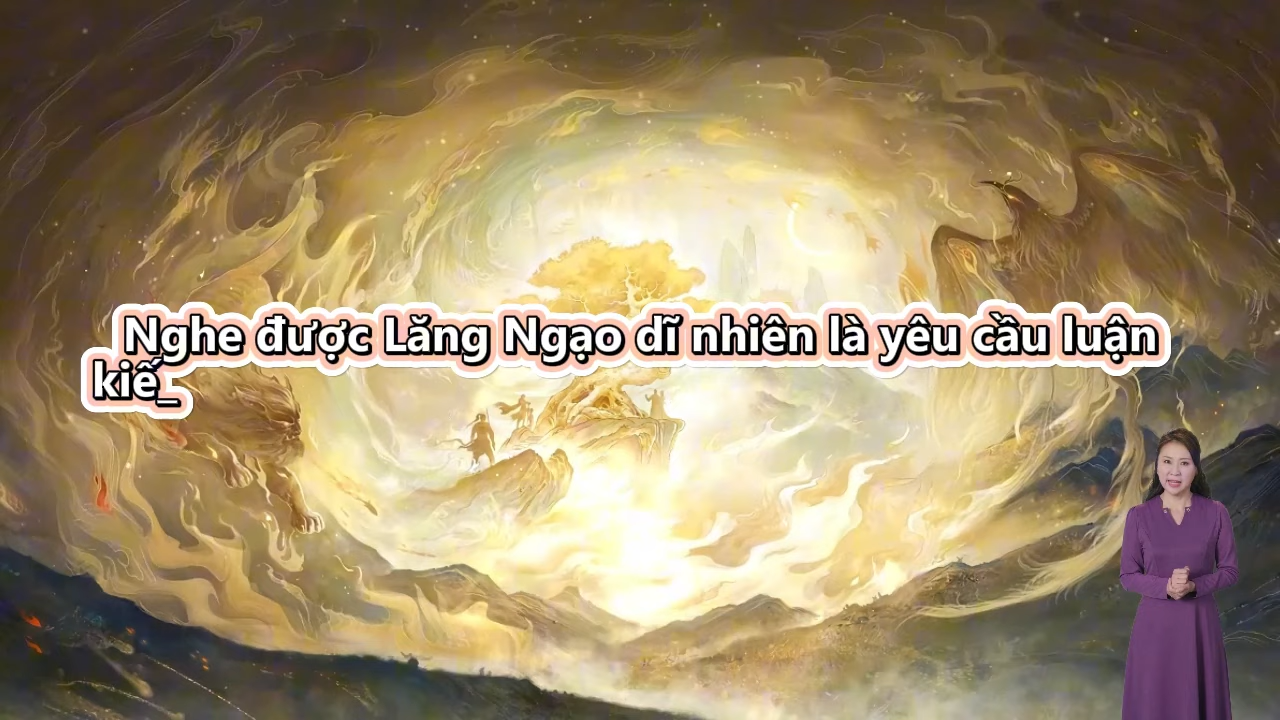 Nghe được Lăng Ngạo dĩ nhiên là yêu cầu luận
kiế_